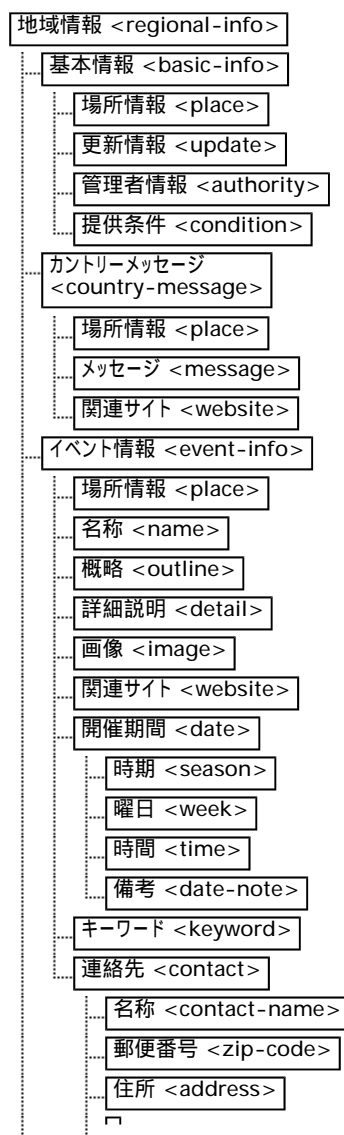 地域情報 <regional-info>
基本情報 <basic-info>
場所情報 <place>
更新情報 <update>
管理者情報 <authority>
提供条件 <condition>
カントリーメッセージ
<country-message>
場所情報 <place>
メッセージ <message>
関連サイト <website>
イベント情報 <event-info>
場所情報 <place>
名称 <name>
概略 <outline>
詳細説明 <detail>
画像 <image>
関連サイト <website>
開催期間 <date>
時期 <season>
曜日 <week>
時間 <time>
備考 <date-note>
キーワード <keyword>
連絡先 <contact>
名称 <contact-name>
郵便番号 <zip-code>
住所 <address>